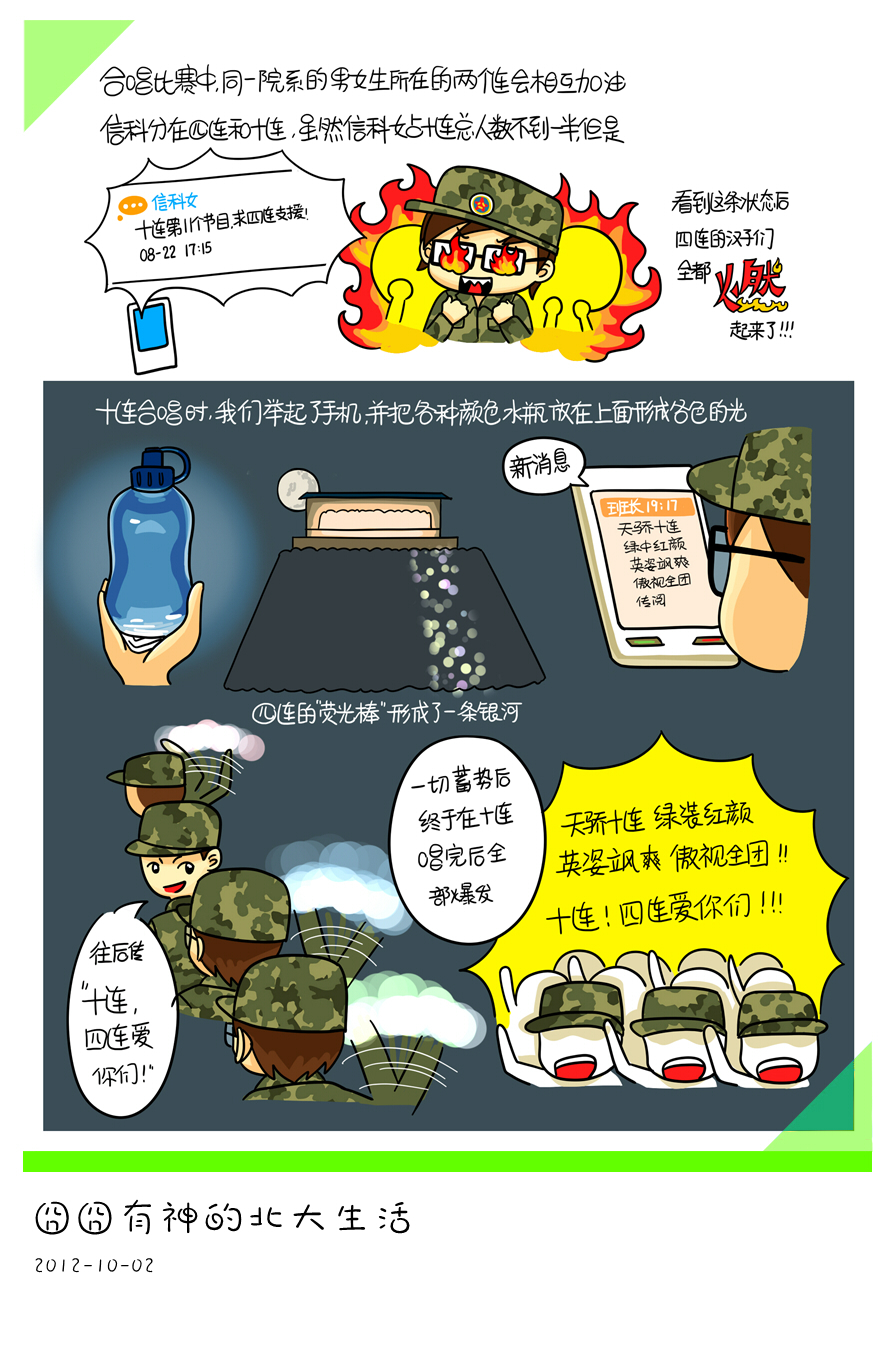 合唱比赛中,同一院系的男女生所在的两个连会相互加油
信科分在四连和十连,虽然信科女占十连总人数不到一半,但是
信科女
十连第11个节目,求四连支援!
08-22 17:15
看到这条状态后
四连的汉子们
全都燃
起来了!!!
十连合唱时,我们举起了手机,并把各种颜色水瓶放在上面形成各色的光
新消息
班长 19:17
天骄十连
绿中红颜
英姿飒爽
傲视全团
传阅
四连的“荧光棒”形成了一条银河
一切蓄势后
终于在十连
唱完后全
部爆发
天骄十连 绿装红颜
英姿飒爽 傲视全团!!
十连!四连爱你们!!!
往后传
“十连,
四连爱
你们!”
囧囧有神的北大生活
2012-10-02